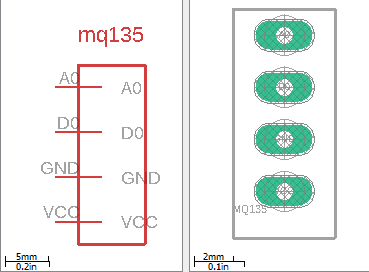 mq135
A0 A0
D0 D0
GND GND
VCC VCC
MQ135
5mm
0.2in
2mm
0.1in